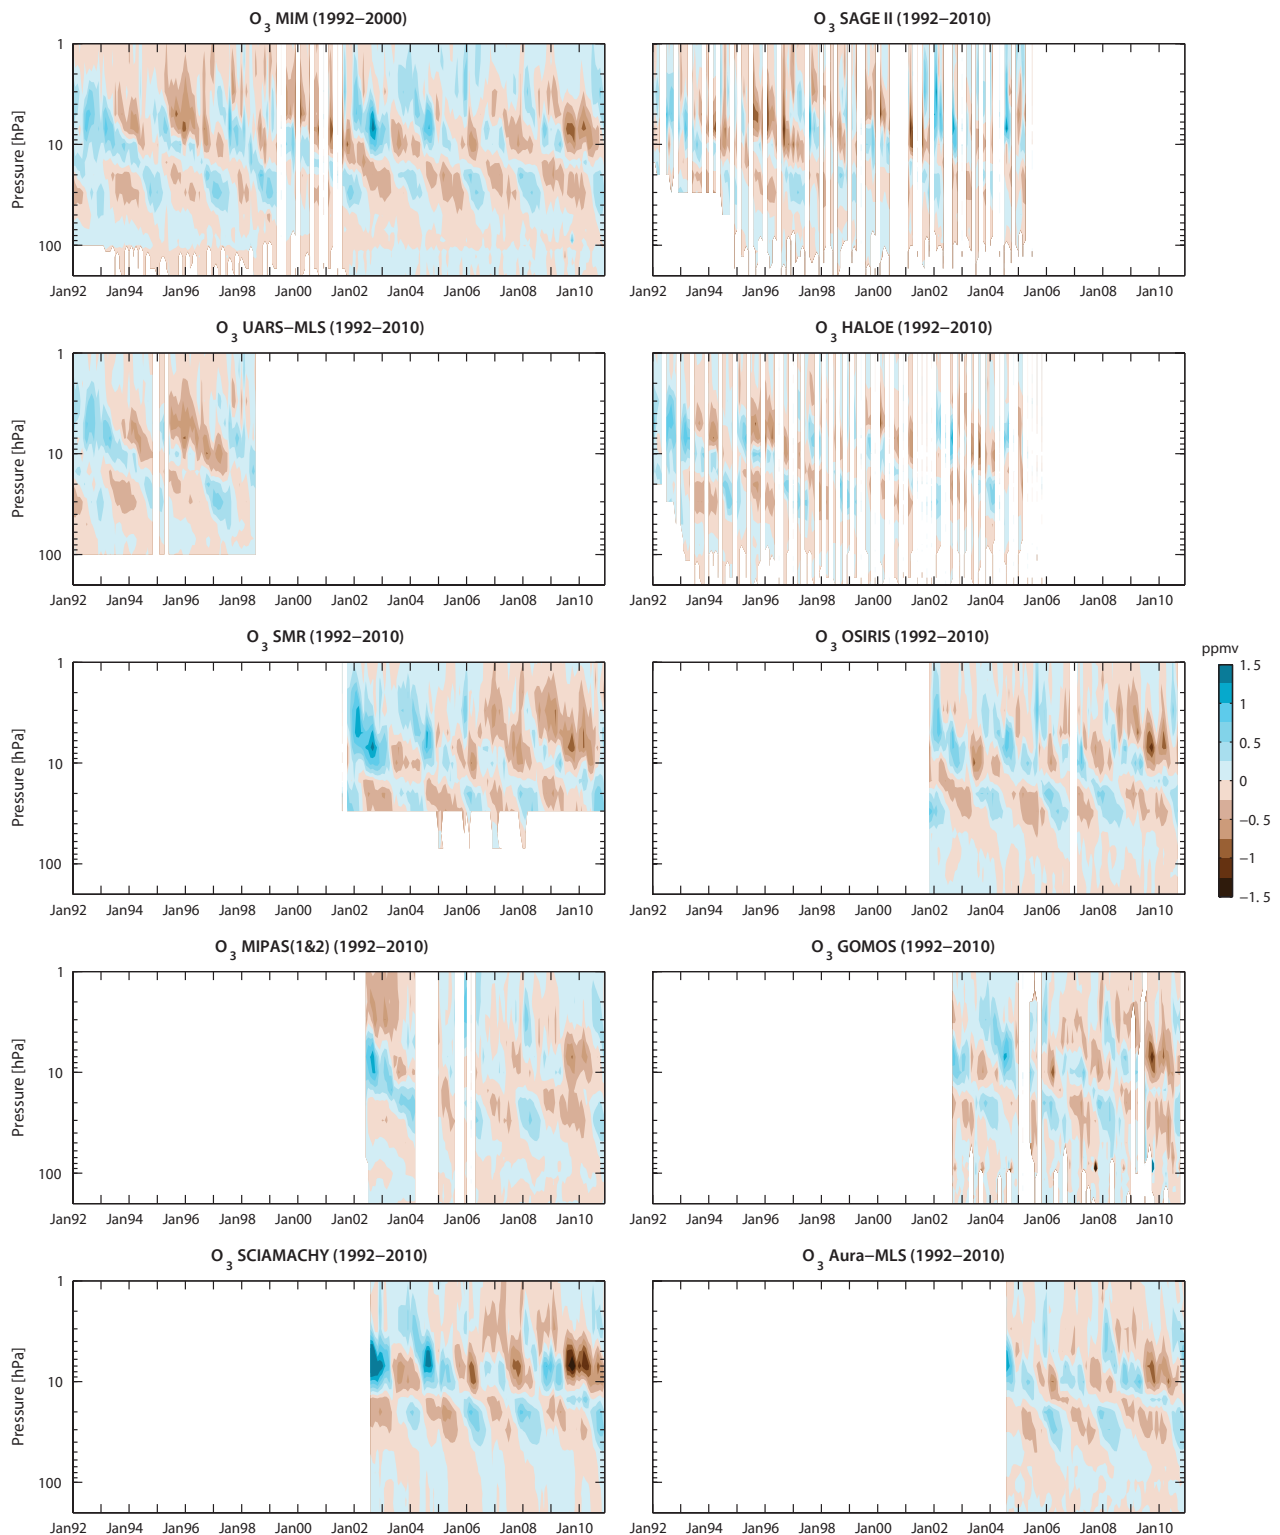 O3 MIM (1992−2000)
O3 SAGE II (1992−2010)
Pressure [hPa]
1
10
100
Jan92 Jan94 Jan96 Jan98 Jan00 Jan02 Jan04 Jan06 Jan08 Jan10
Jan92 Jan94 Jan96 Jan98 Jan00 Jan02 Jan04 Jan06 Jan08 Jan10
O3 UARS−MLS (1992−2010)
O3 HALOE (1992−2010)
Pressure [hPa]
1
10
100
Jan92 Jan94 Jan96 Jan98 Jan00 Jan02 Jan04 Jan06 Jan08 Jan10
Jan92 Jan94 Jan96 Jan98 Jan00 Jan02 Jan04 Jan06 Jan08 Jan10
O3 SMR (1992−2010)
O3 OSIRIS (1992−2010)
Pressure [hPa]
1
10
100
Jan92 Jan94 Jan96 Jan98 Jan00 Jan02 Jan04 Jan06 Jan08 Jan10
Jan92 Jan94 Jan96 Jan98 Jan00 Jan02 Jan04 Jan06 Jan08 Jan10
ppmv
1.5
1
0.5
0
−0.5
−1
−1.5
O3 MIPAS(1&2) (1992−2010)
O3 GOMOS (1992−2010)
Pressure [hPa]
1
10
100
Jan92 Jan94 Jan96 Jan98 Jan00 Jan02 Jan04 Jan06 Jan08 Jan10
Jan92 Jan94 Jan96 Jan98 Jan00 Jan02 Jan04 Jan06 Jan08 Jan10
O3 SCIAMACHY (1992−2010)
O3 Aura−MLS (1992−2010)
Pressure [hPa]
1
10
100
Jan92 Jan94 Jan96 Jan98 Jan00 Jan02 Jan04 Jan06 Jan08 Jan10
Jan92 Jan94 Jan96 Jan98 Jan00 Jan02 Jan04 Jan06 Jan08 Jan10